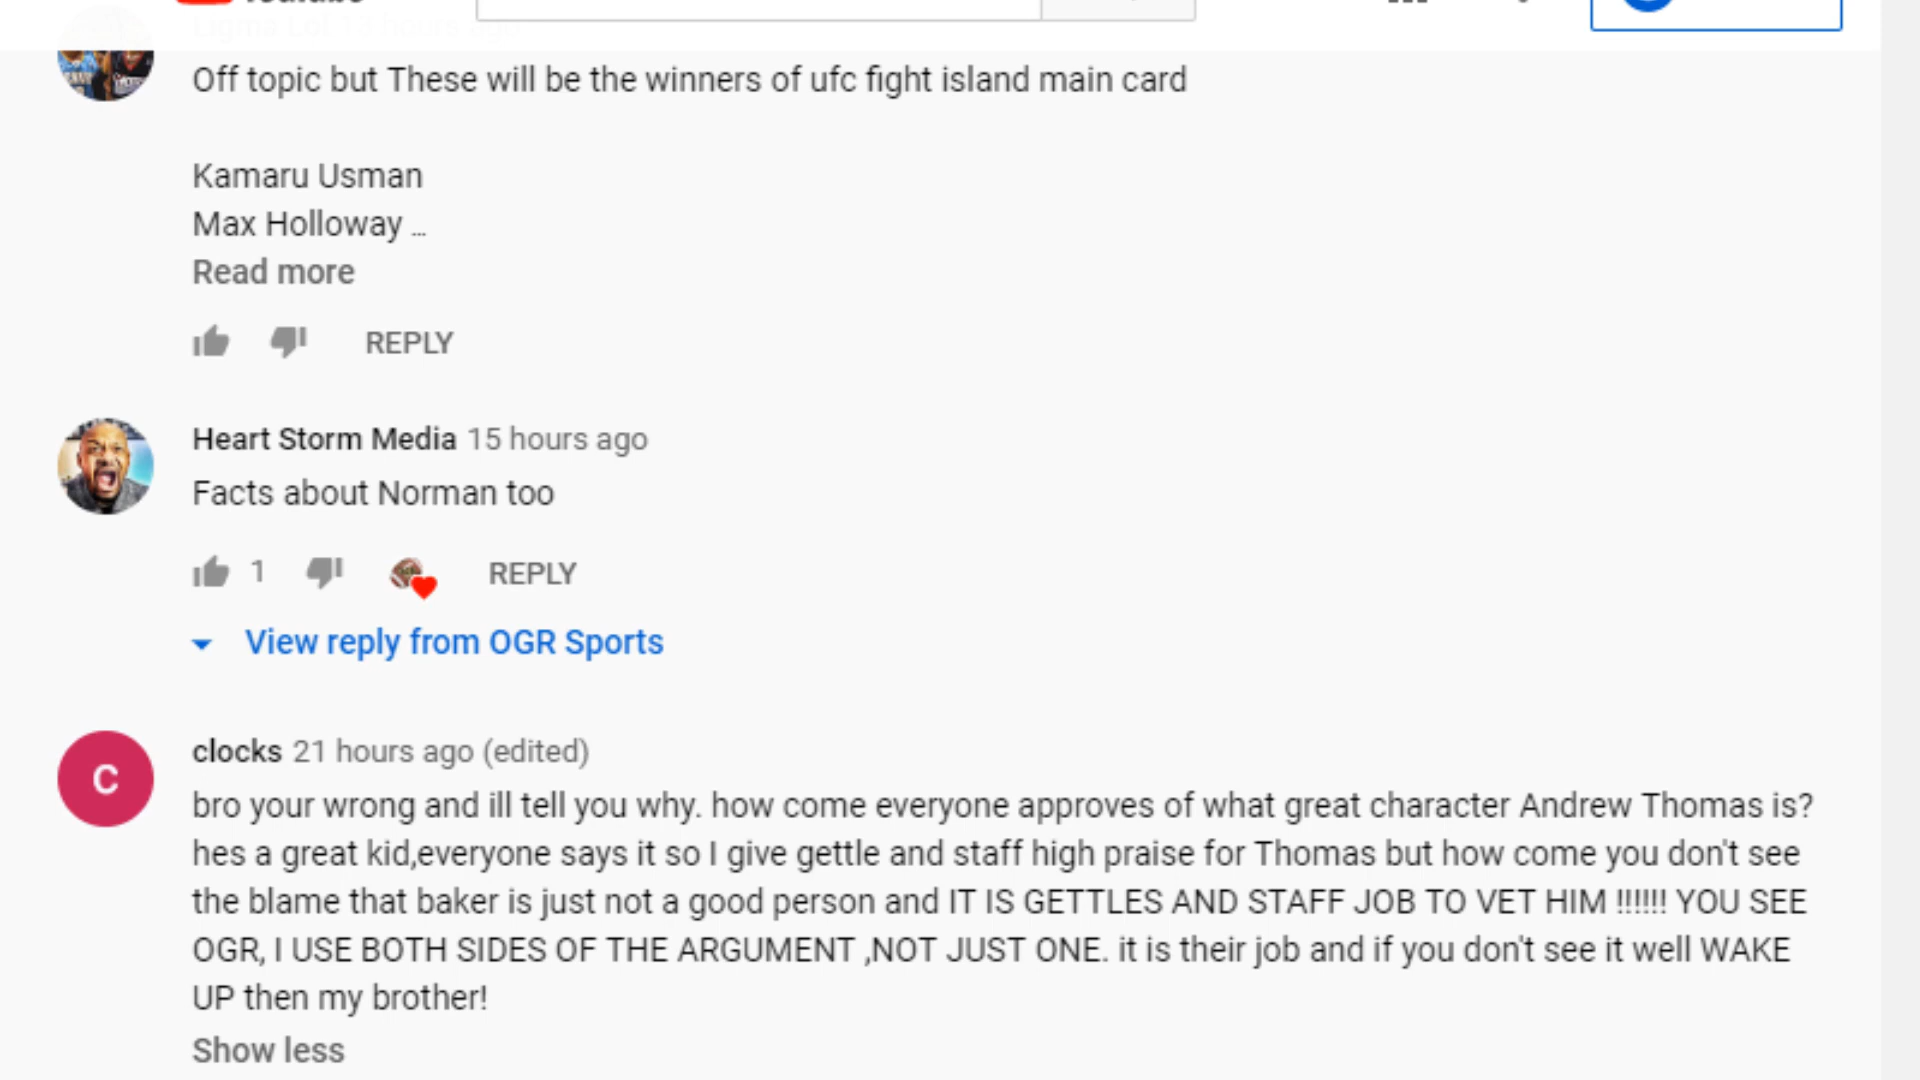 Ligma Lol 13 hours ago
Off topic but These will be the winners of ufc fight island main card
Kamaru Usman
Max Holloway ...
Read more
REPLY
Heart Storm Media 15 hours ago
Facts about Norman too
1
REPLY
View reply from OGR Sports
C
clocks 21 hours ago (edited)
bro your wrong and ill tell you why. how come everyone approves of what great character Andrew Thomas is?
hes a great kid,everyone says it so I give gettle and staff high praise for Thomas but how come you don't see
the blame that baker is just not a good person and IT IS GETTLES AND STAFF JOB TO VET HIM !!!!!! YOU SEE
OGR, I USE BOTH SIDES OF THE ARGUMENT ,NOT JUST ONE. it is their job and if you don't see it well WAKE
UP then my brother!
Show less